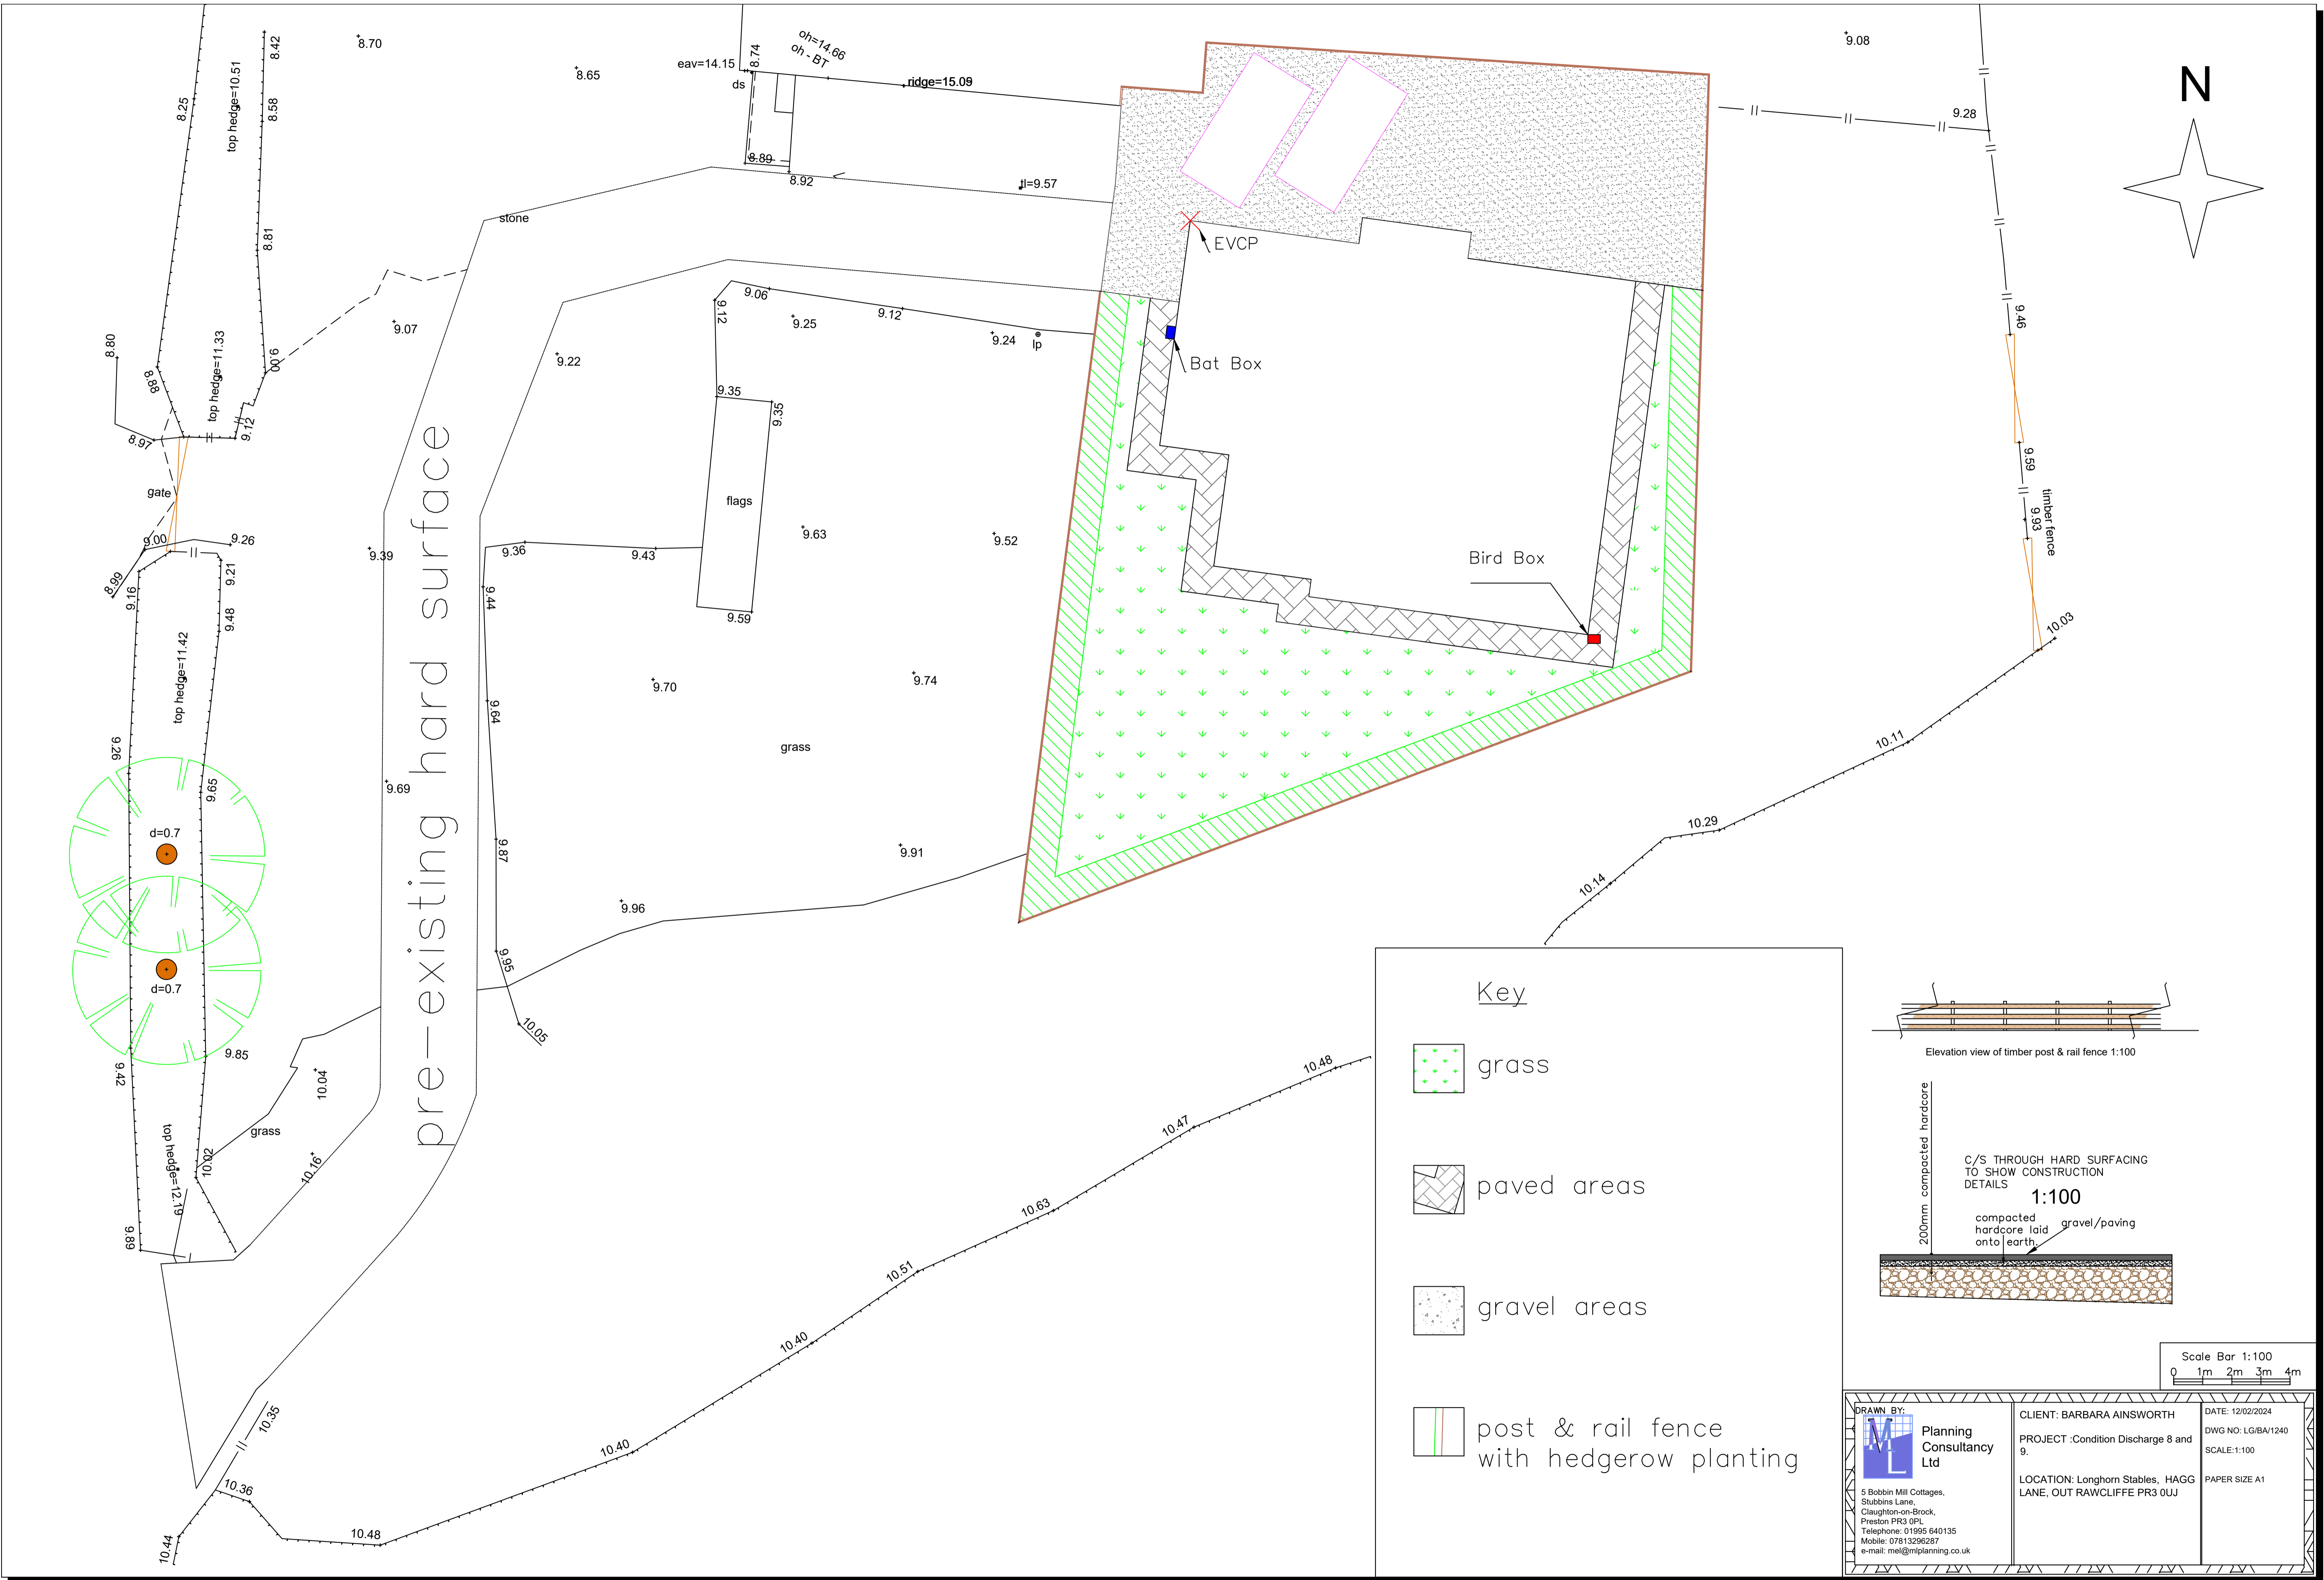 8.42
8.70
8.65
8.25
top hedge=10.51
8.58
8.81
eav=14.15
8.74
ds
oh=14.66
oh - BT
ridge=15.09
8.89
8.92
tl=9.57
stone
9.08
9.28
N
EVCP
9.06
9.12
9.12
9.25
9.24
lp
9.07
9.22
8.80
8.88
top hedge=11.33
9.06
9.12
8.97
gate
9.00
9.26
8.99
9.16
9.21
9.48
9.39
9.36
9.43
9.35
9.35
flags
9.59
9.63
9.52
Bat Box
Bird Box
9.46
9.59
timber fence
9.93
10.03
10.11
10.29
10.14
9.44
9.64
9.70
9.74
grass
top hedge=11.42
9.26
9.65
9.69
d=0.7
d=0.7
9.87
9.91
9.96
9.95
10.05
pre-existing hard surface
9.42
9.85
10.04
grass
10.16
top hedge=12.19
10.02
9.89
10.35
10.36
10.44
10.48
10.40
10.40
10.51
10.63
10.47
10.48
Key
grass
paved areas
gravel areas
post & rail fence
with hedgerow planting
Elevation view of timber post & rail fence 1:100
200mm compacted hardcore
C/S THROUGH HARD SURFACING
TO SHOW CONSTRUCTION
DETAILS
1:100
compacted
hardcore laid
onto earth.
gravel/paving
Scale Bar 1:100
0 1m 2m 3m 4m
DRAWN BY:
ML
Planning
Consultancy
Ltd
5 Bobbin Mill Cottages,
Stubbins Lane,
Claughton-on-Brock,
Preston PR3 0PL
Telephone: 01995 640135
Mobile: 07813296287
e-mail: mel@mlplanning.co.uk
CLIENT: BARBARA AINSWORTH
PROJECT :Condition Discharge 8 and
9.
LOCATION: Longhorn Stables, HAGG
LANE, OUT RAWCLIFFE PR3 0UJ
DATE: 12/02/2024
DWG NO: LG/BA/1240
SCALE:1:100
PAPER SIZE A1